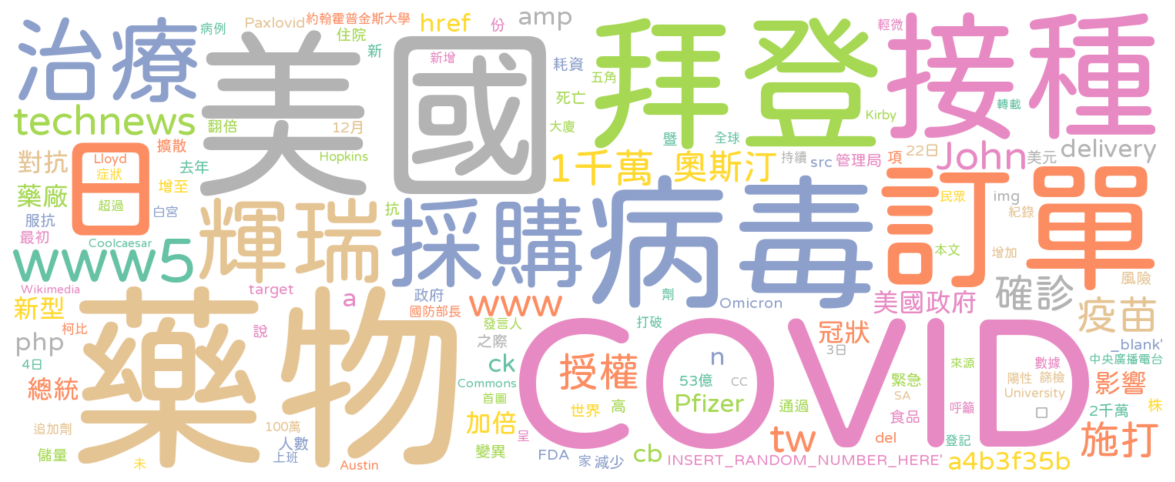 治療
美國
拜登
接種
病例
Paxlovid
約翰霍普金斯大學
住院
新
href
份
amp
新增
耗資
五角
死亡
大廈
輕微
轉載
Kirby
technews
翻倍
12月
Hopkins
擴散
對抗
日
Lloyd
症狀
超過
去年
增至
藥廠
服抗
最初
白宮
Coolcaesar
暨
全球
1千萬
奧斯汀
持續
src
管理局
項
22日
John
美元
delivery
輝瑞
抗
採購
病毒
訂單
民眾
img
紀錄
本文
增加
風險
www5
Wikimedia
target
a
政府
國防部長
www
劑
Omicron
美國政府
確診
疫苗
新型
柯比
php
4日
藥物
說
發言人
之際
打破
COVID
冠狀
3日
_blank'
中央廣播電台
來源
數據
總統
ck
Commons
首圖
授權
n
53億
CC
Pfizer
緊急
SA
陽性
篩檢
University
影響
2千萬
株
世界
高
通過
食品
呼籲
口
追加劑
100萬
人數
加倍
呈
儲量
上班
未
Austin
變異
FDA
家
減少
cb
tw
del
登記
施打
INSERT_RANDOM_NUMBER_HERE'
a4b3f35b